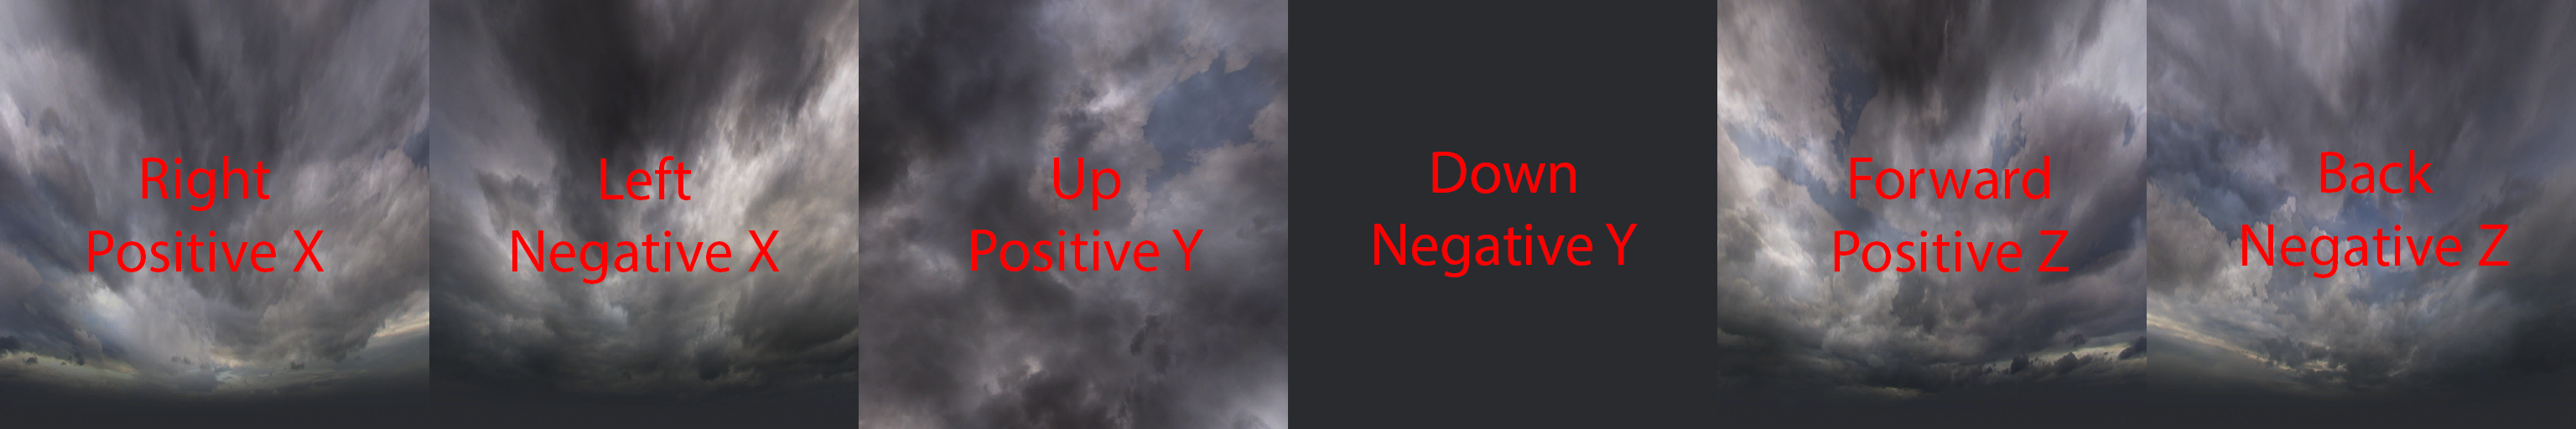 Right
Positive X
Left
Negative X
Up
Positive Y
Down
Negative Y
Forward
Positive Z
Back
Negative Z